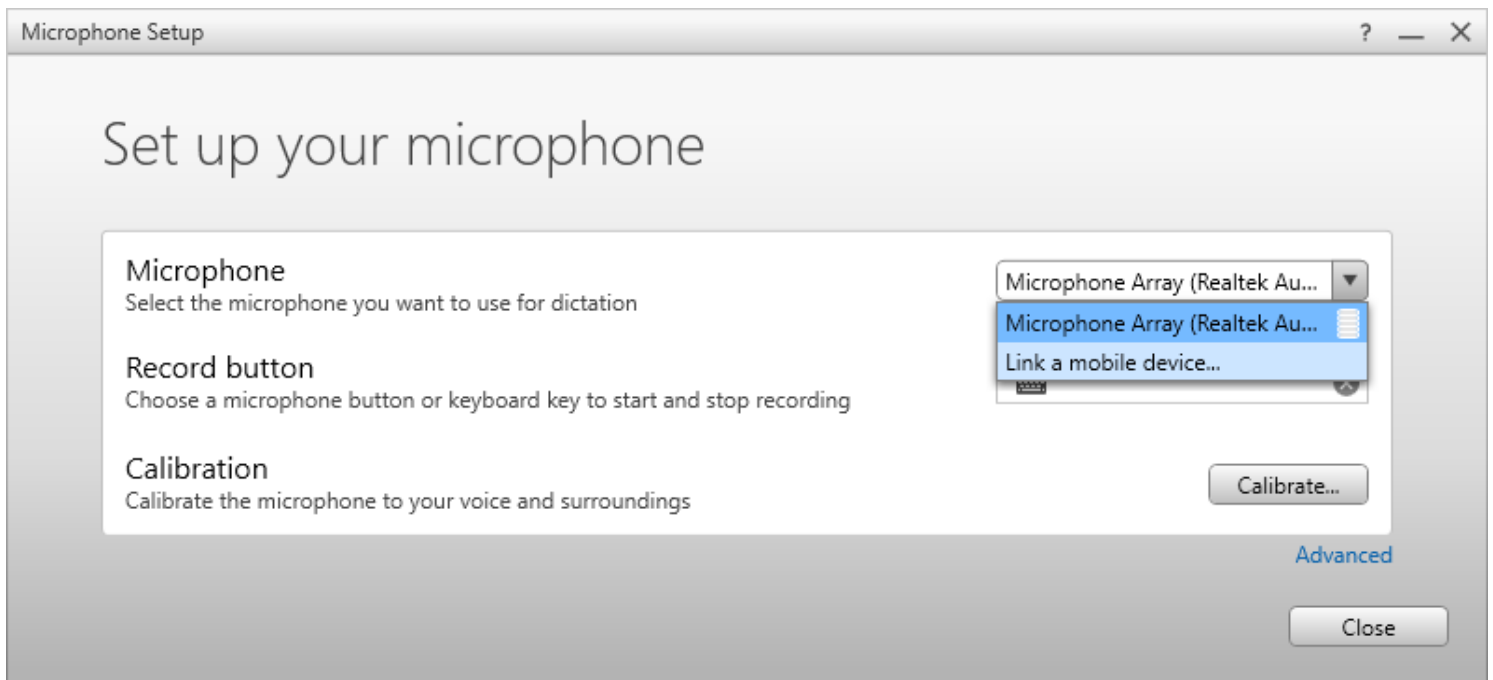 Microphone Setup
?
Set up your microphone
Microphone
Select the microphone you want to use for dictation
Microphone Array (Realtek Au...
Microphone Array (Realtek Au...
Link a mobile device...
Record button
Choose a microphone button or keyboard key to start and stop recording
Calibration
Calibrate the microphone to your voice and surroundings
Calibrate...
Advanced
Close